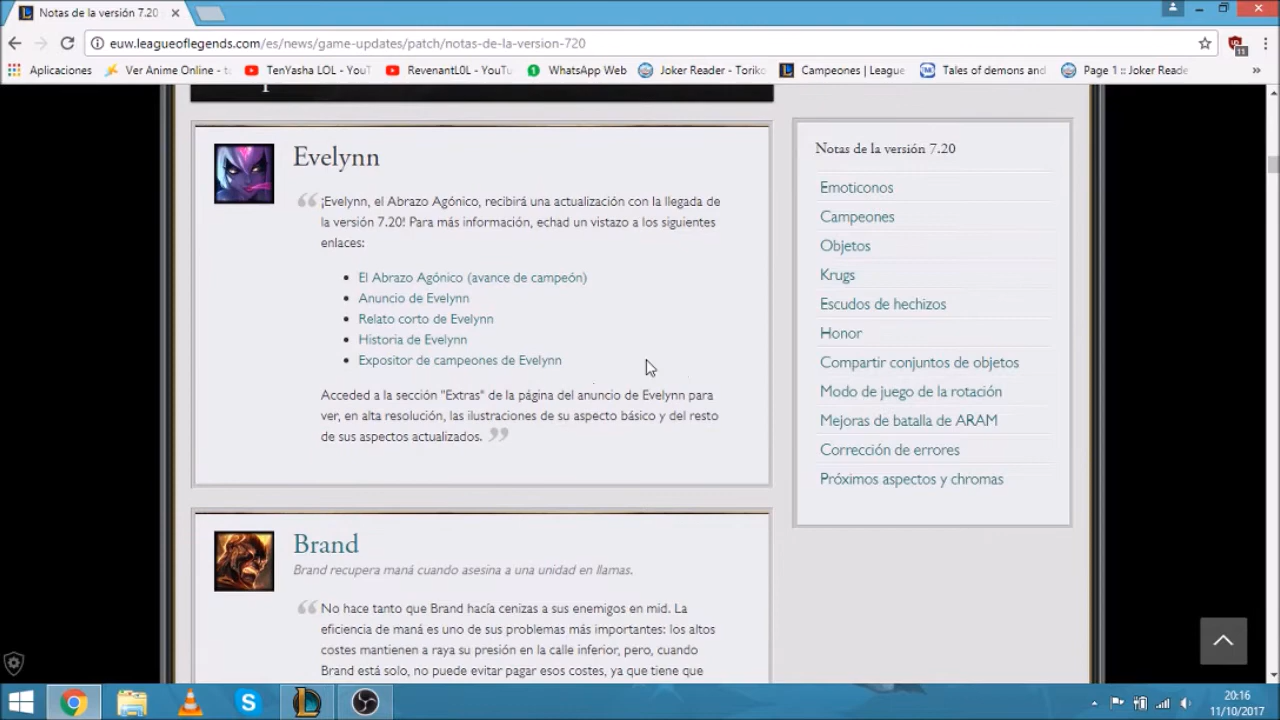 Notas de la versión 7.20
euw.leagueoflegends.com/es/news/game-updates/patch/notas-de-la-version-720
Aplicaciones
Ver Anime Online - to
TenYasha LOL - YouT
RevenantL0L - YouTu
WhatsApp Web
Joker Reader - Toriko
Campeones | League
Tales of demons and
Page 1 :: Joker Reade
»
11
Evelynn
¡Evelynn, el Abrazo Agónico, recibirá una actualización con la llegada de
la versión 7.20! Para más información, echad un vistazo a los siguientes
enlaces:
El Abrazo Agónico (avance de campeón)
Anuncio de Evelynn
Relato corto de Evelynn
Historia de Evelynn
Expositor de campeones de Evelynn
Acceded a la sección "Extras" de la página del anuncio de Evelynn para
ver, en alta resolución, las ilustraciones de su aspecto básico y del resto
de sus aspectos actualizados.
Brand
Brand recupera maná cuando asesina a una unidad en llamas.
No hace tanto que Brand hacía cenizas a sus enemigos en mid. La
eficiencia de maná es uno de sus problemas más importantes: los altos
costes mantienen a raya su presión en la calle inferior, pero, cuando
Brand está solo, no puede evitar pagar esos costes, ya que tiene que
Notas de la versión 7.20
Emoticonos
Campeones
Objetos
Krugs
Escudos de hechizos
Honor
Compartir conjuntos de objetos
Modo de juego de la rotación
Mejoras de batalla de ARAM
Corrección de errores
Próximos aspectos y chromas
20:16
11/10/2017